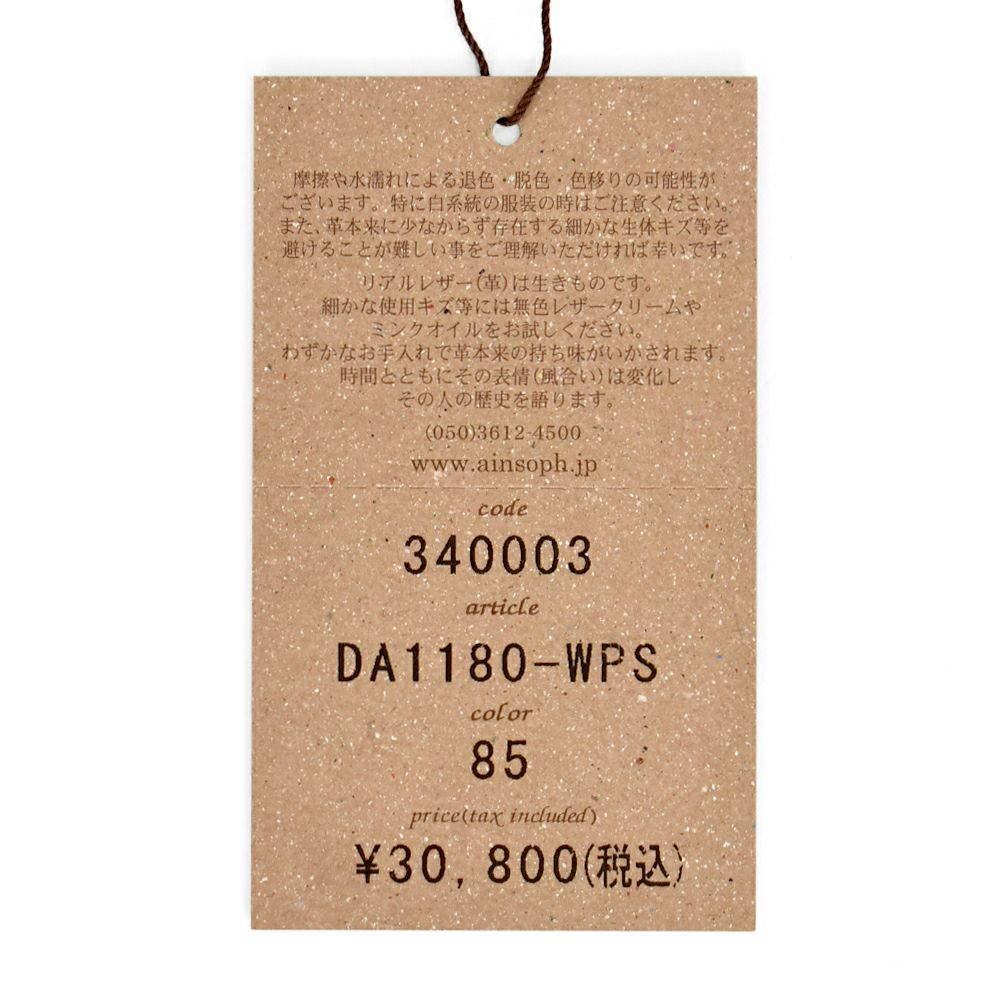 摩擦や水濡れによる退色・脱色・色移りの可能性が
ございます。特に白系統の服装の時はご注意ください。
また、革本来に少なからず存在する細かな生体キズ等を
避けることが難しい事をご理解いただければ幸いです。
リアルレザー(革)は生きものです。
細かな使用キズ等には無色レザークリームや
ミンクオイルをお試しください。
わずかなお手入れで革本来の持ち味がいかされます。
時間とともにその表情(風合い)は変化し
その人の歴史を語ります。
(050)3612-4500
www.ainsoph.jp
code
340003
article
DA1180-WPS
color
85
price(tax included)
¥30,800(税込)